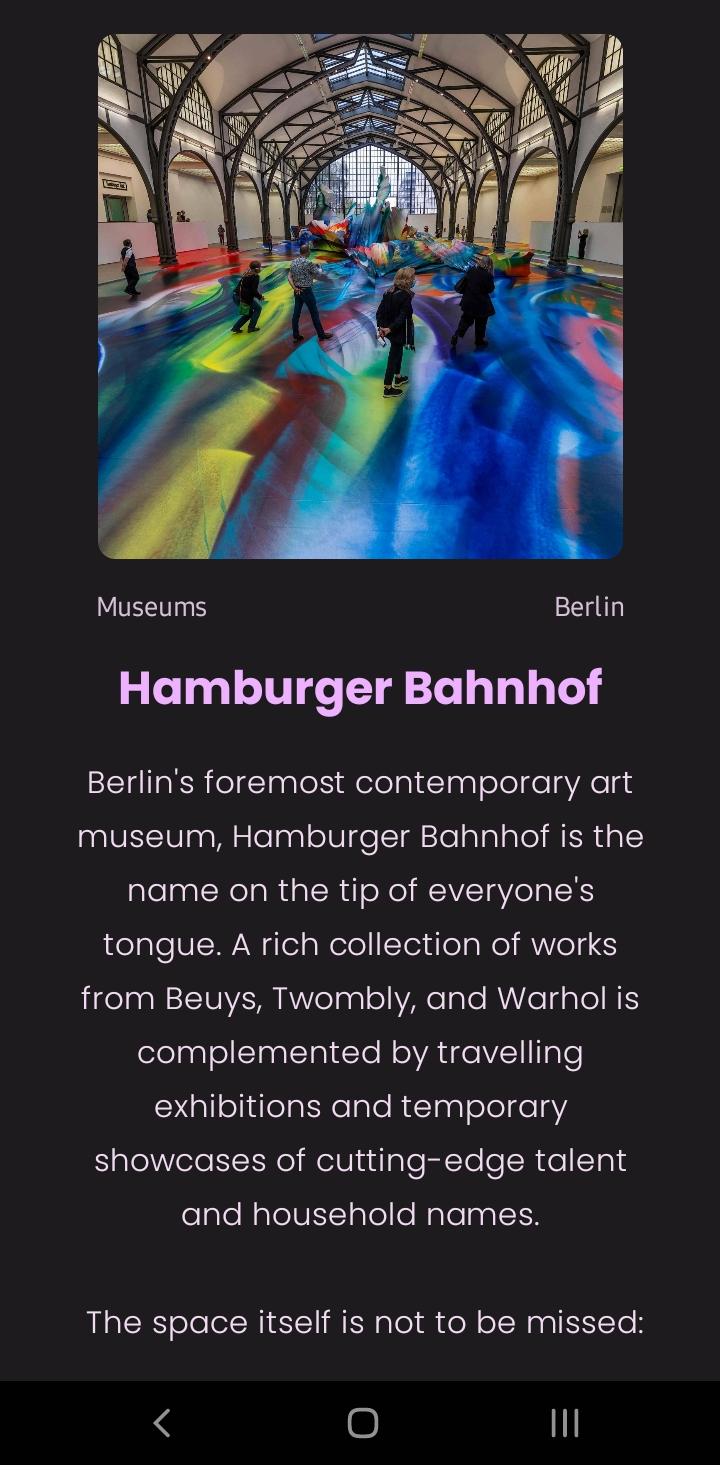 Museums
Berlin
Hamburger Bahnhof
Berlin's foremost contemporary art
museum, Hamburger Bahnhof is the
name on the tip of everyone's
tongue. A rich collection of works
from Beuys, Twombly, and Warhol is
complemented by travelling
exhibitions and temporary
showcases of cutting-edge talent
and household names.
The space itself is not to be missed: